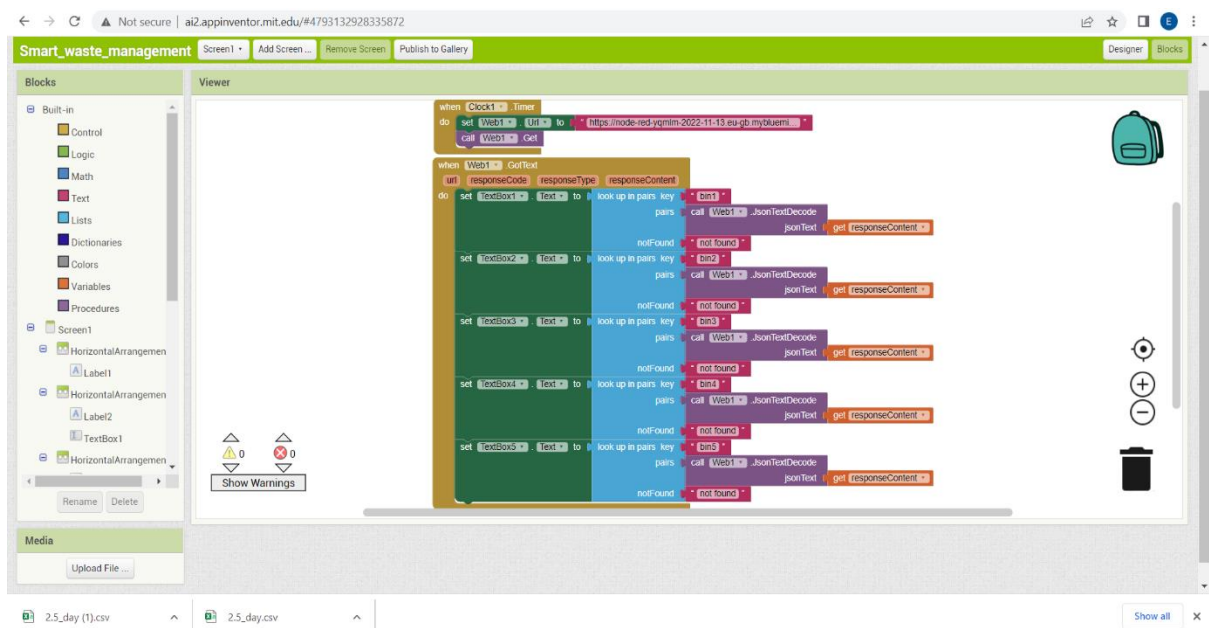 Not secure | ai2.appinventor.mit.edu/#4793132928335872
E
Smart_waste_management Screen1 Add Screen ... Remove Screen Publish to Gallery Designer Blocks
Blocks
Viewer
Built-in
Control
Logic
Math
Text
Lists
Dictionaries
Colors
Variables
Procedures
Screen1
HorizontalArrangemen
Label1
HorizontalArrangemen
Label2
TextBox1
HorizontalArrangemen
Rename Delete
when Clock1 .Timer
do set Web1 . Url to " https://node-red-yqmlm-2022-11-13.eu-gb.mybluemi... "
call Web1 .Get
when Web1 .GotText
url responseCode responseType responseContent
do set TextBox1 . Text to look up in pairs key " bin1 "
pairs call Web1 .JsonTextDecode
jsonText get responseContent
notFound " not found "
set TextBox2 . Text to look up in pairs key " bin2 "
pairs call Web1 .JsonTextDecode
jsonText get responseContent
notFound " not found "
set TextBox3 . Text to look up in pairs key " bin3 "
pairs call Web1 .JsonTextDecode
jsonText get responseContent
notFound " not found "
set TextBox4 . Text to look up in pairs key " bin4 "
pairs call Web1 .JsonTextDecode
jsonText get responseContent
notFound " not found "
set TextBox5 . Text to look up in pairs key " bin5 "
pairs call Web1 .JsonTextDecode
jsonText get responseContent
notFound " not found "
0 0
Show Warnings
Media
Upload File ...
2.5_day (1).csv 2.5_day.csv Show all